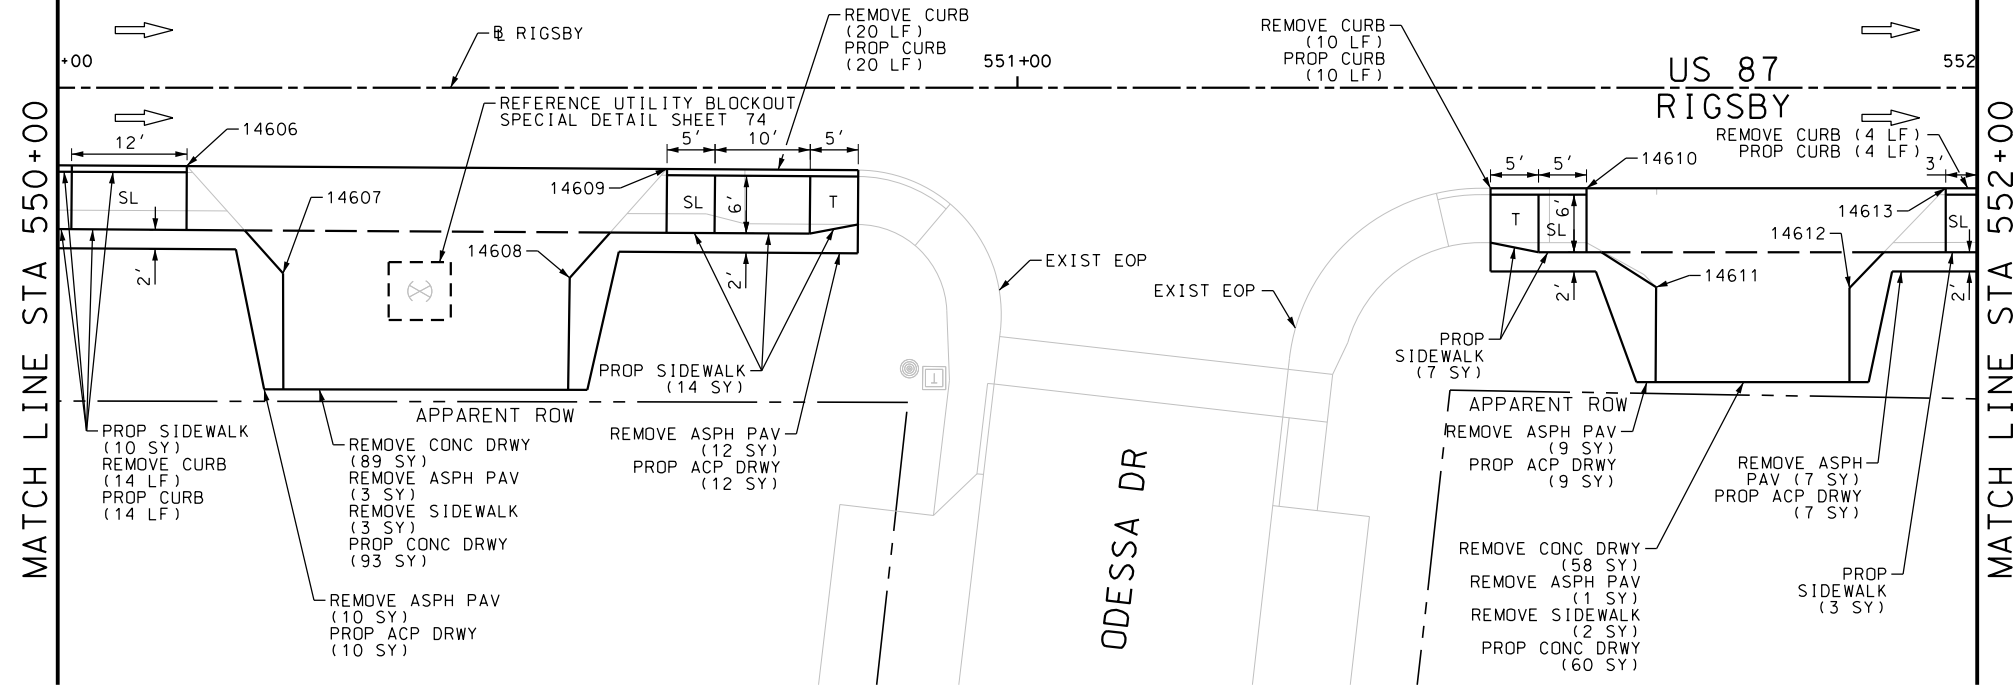 +00
℄ RIGSBY
REMOVE CURB
(20 LF)
PROP CURB
(20 LF)
551+00
REMOVE CURB
(10 LF)
PROP CURB
(10 LF)
US 87
RIGSBY
552
MATCH LINE STA 550+00
12'
14606
SL
2'
14607
REFERENCE UTILITY BLOCKOUT
SPECIAL DETAIL SHEET 74
5'
10'
5'
14609
SL
6'
T
14608
2'
EXIST EOP
EXIST EOP
5'
5'
14610
T
SL
6'
2'
14611
REMOVE CURB (4 LF)
PROP CURB (4 LF)
3'
14613
14612
SL
2'
MATCH LINE STA 552+00
PROP SIDEWALK
(14 SY)
PROP
SIDEWALK
(7 SY)
APPARENT ROW
APPARENT ROW
PROP SIDEWALK
(10 SY)
REMOVE CURB
(14 LF)
PROP CURB
(14 LF)
REMOVE CONC DRWY
(89 SY)
REMOVE ASPH PAV
(3 SY)
REMOVE SIDEWALK
(3 SY)
PROP CONC DRWY
(93 SY)
REMOVE ASPH PAV
(12 SY)
PROP ACP DRWY
(12 SY)
REMOVE ASPH PAV
(9 SY)
PROP ACP DRWY
(9 SY)
REMOVE ASPH
PAV (7 SY)
PROP ACP DRWY
(7 SY)
ODESSA DR
REMOVE ASPH PAV
(10 SY)
PROP ACP DRWY
(10 SY)
REMOVE CONC DRWY
(58 SY)
REMOVE ASPH PAV
(1 SY)
REMOVE SIDEWALK
(2 SY)
PROP CONC DRWY
(60 SY)
PROP
SIDEWALK
(3 SY)